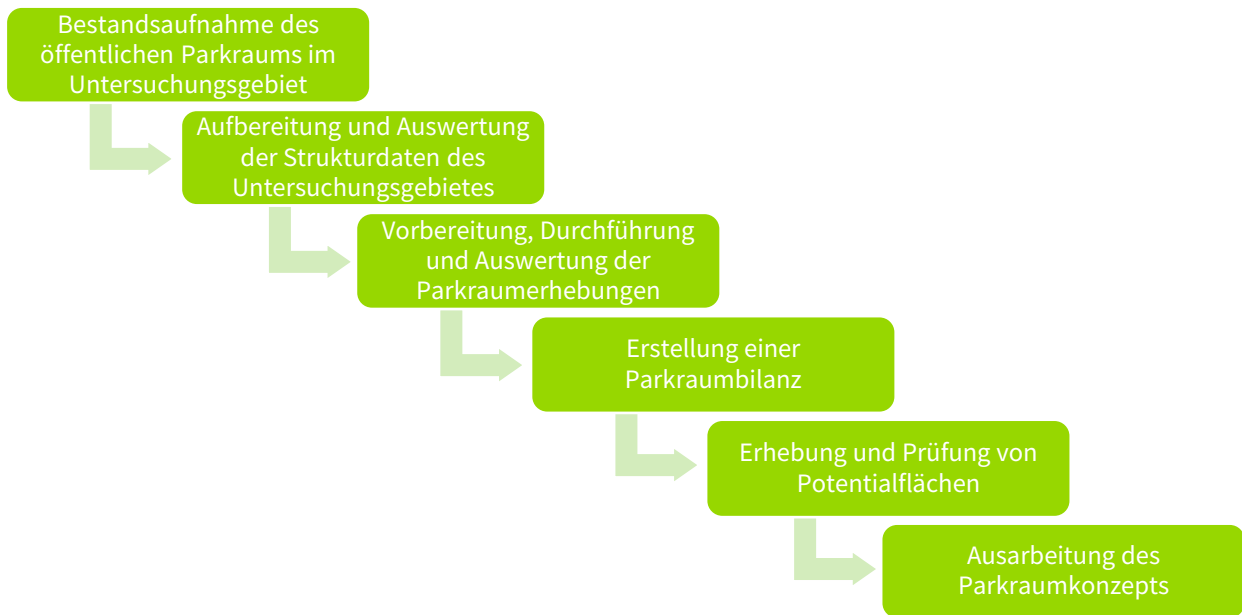 Bestandsaufnahme des
öffentlichen Parkraums im
Untersuchungsgebiet
Aufbereitung und Auswertung
der Strukturdaten des
Untersuchungsgebietes
Vorbereitung, Durchführung
und Auswertung der
Parkraumerhebungen
Erstellung einer
Parkraumbilanz
Erhebung und Prüfung von
Potentialflächen
Ausarbeitung des
Parkraumkonzepts